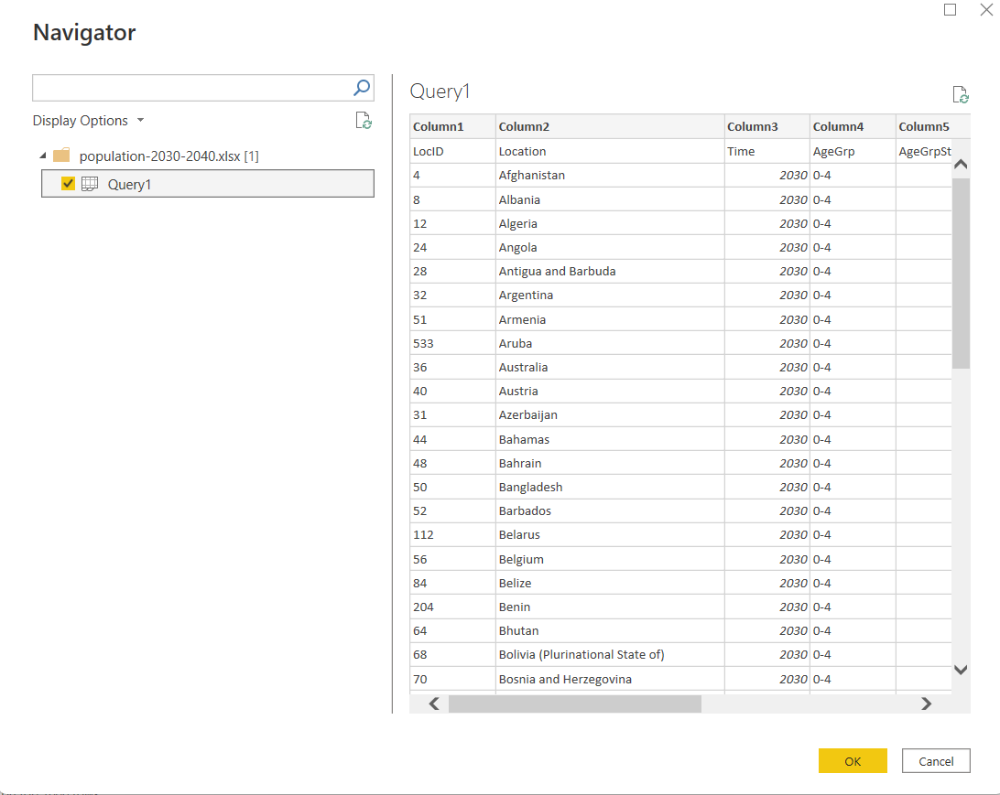 Navigator
Display Options
population-2030-2040.xlsx [1]
Query1
Query1
Column1 Column2 Column3 Column4 Column5
LocID Location Time AgeGrp AgeGrpSt
4 Afghanistan 2030 0-4
8 Albania 2030 0-4
12 Algeria 2030 0-4
24 Angola 2030 0-4
28 Antigua and Barbuda 2030 0-4
32 Argentina 2030 0-4
51 Armenia 2030 0-4
533 Aruba 2030 0-4
36 Australia 2030 0-4
40 Austria 2030 0-4
31 Azerbaijan 2030 0-4
44 Bahamas 2030 0-4
48 Bahrain 2030 0-4
50 Bangladesh 2030 0-4
52 Barbados 2030 0-4
112 Belarus 2030 0-4
56 Belgium 2030 0-4
84 Belize 2030 0-4
204 Benin 2030 0-4
64 Bhutan 2030 0-4
68 Bolivia (Plurinational State of) 2030 0-4
70 Bosnia and Herzegovina 2030 0-4
OK Cancel